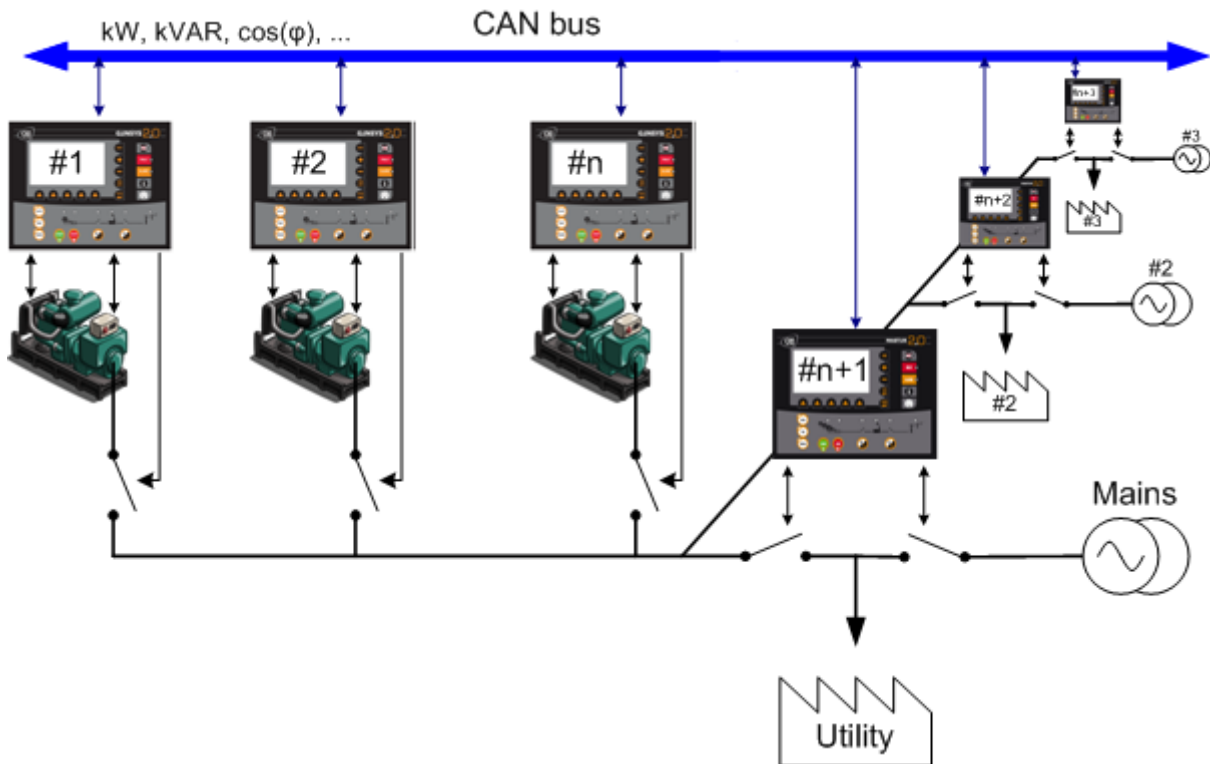 kW, kVAR, cos(φ), ...
CAN bus
#1
#2
#n
#n+1
#n+2
#n+3
#3
#3
#2
#2
Mains
Utility